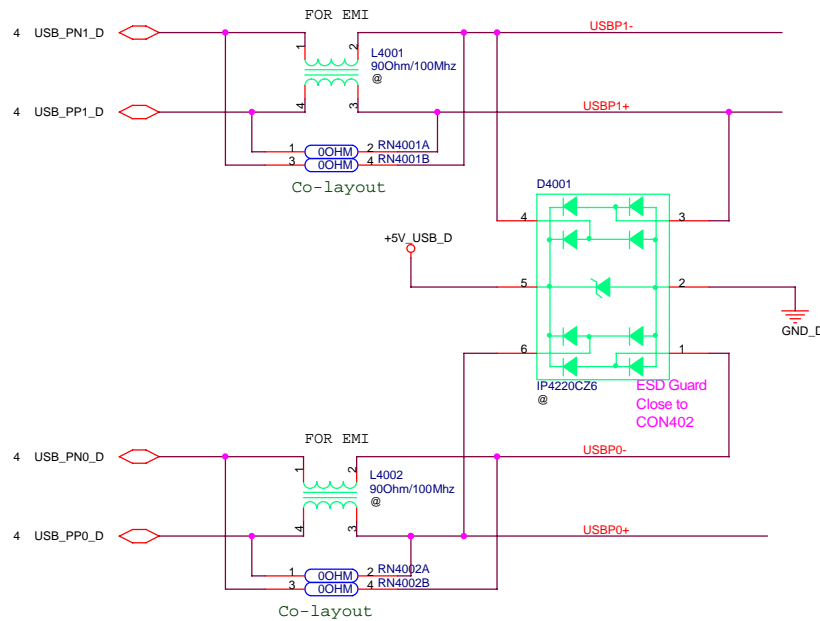 FOR EMI
4 USB_PN1_D
1
2
L4001
90Ohm/100Mhz
@
USBP1-
4 USB_PP1_D
4
3
USBP1+
1 0OHM 2 RN4001A
3 0OHM 4 RN4001B
Co-layout
D4001
4
3
+5V_USB_D
5
2
GND_D
6
1
IP4220CZ6
@
ESD Guard
Close to
CON402
FOR EMI
4 USB_PN0_D
1
2
L4002
90Ohm/100Mhz
@
USBP0-
4 USB_PP0_D
4
3
USBP0+
1 0OHM 2 RN4002A
3 0OHM 4 RN4002B
Co-layout